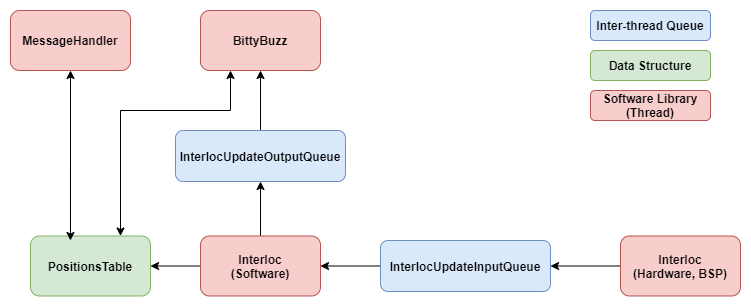 MessageHandler
BittyBuzz
Inter-thread Queue
Data Structure
Software Library
(Thread)
InterlocUpdateOutputQueue
PositionsTable
Interloc
(Software)
InterlocUpdateInputQueue
Interloc
(Hardware, BSP)